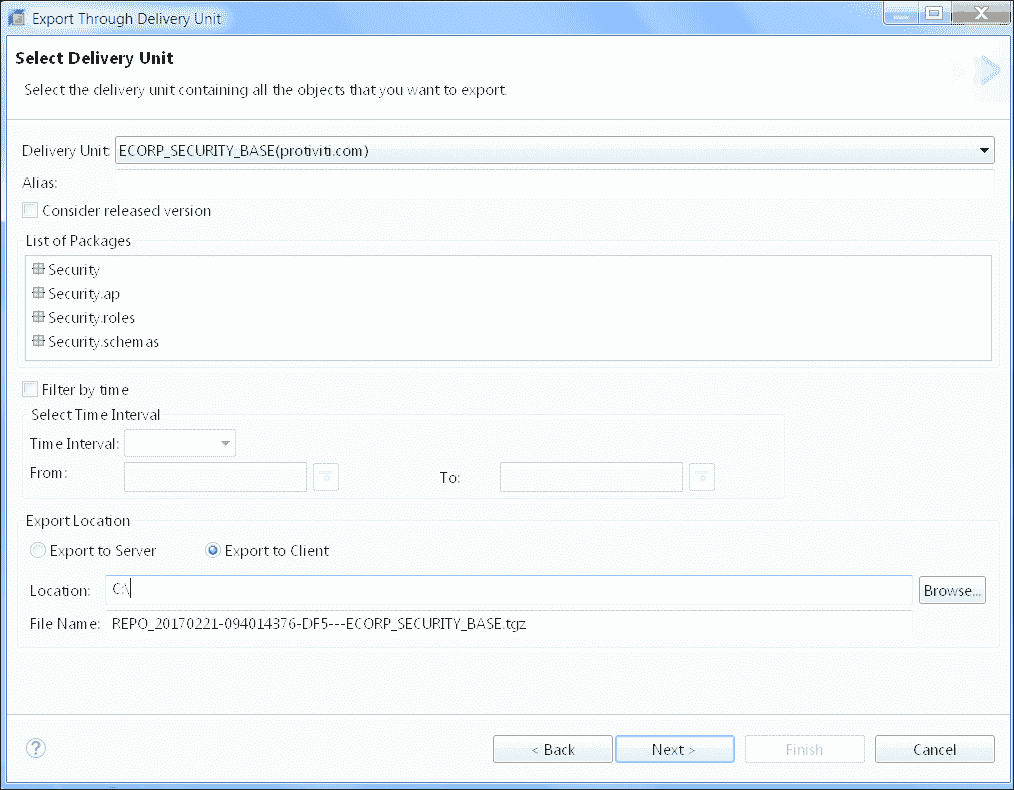 Export Through Delivery Unit
Select Delivery Unit
Select the delivery unit containing all the objects that you want to export.
Delivery Unit: ECORP_SECURITY_BASE(protiviti.com)
Alias:
Consider released version
List of Packages
Security
Security.ap
Security.roles
Security.schemas
Filter by time
Select Time Interval
Time Interval:
From: To:
Export Location
Export to Server Export to Client
Location: C:\ Browse...
File Name: REPO_20170221-094014376-DF5---ECORP_SECURITY_BASE.tgz
? < Back Next > Finish Cancel